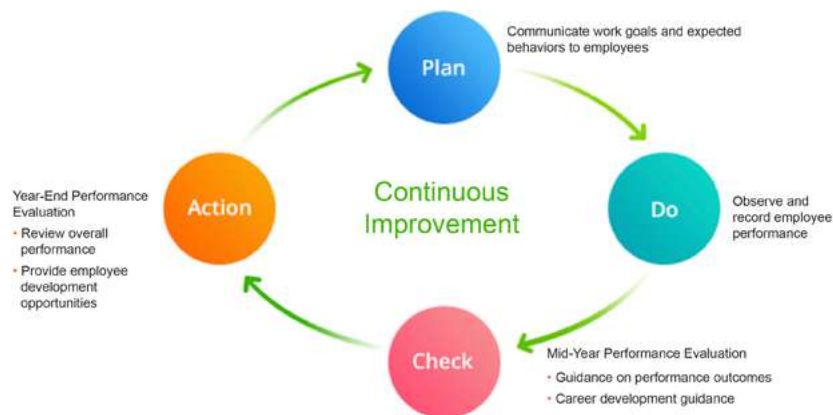 Plan
Communicate work goals and expected
behaviors to employees
Do
Observe and
record employee
performance
Check
Mid-Year Performance Evaluation
• Guidance on performance outcomes
• Career development guidance
Action
Year-End Performance
Evaluation
• Review overall
performance
• Provide employee
development
opportunities
Continuous
Improvement